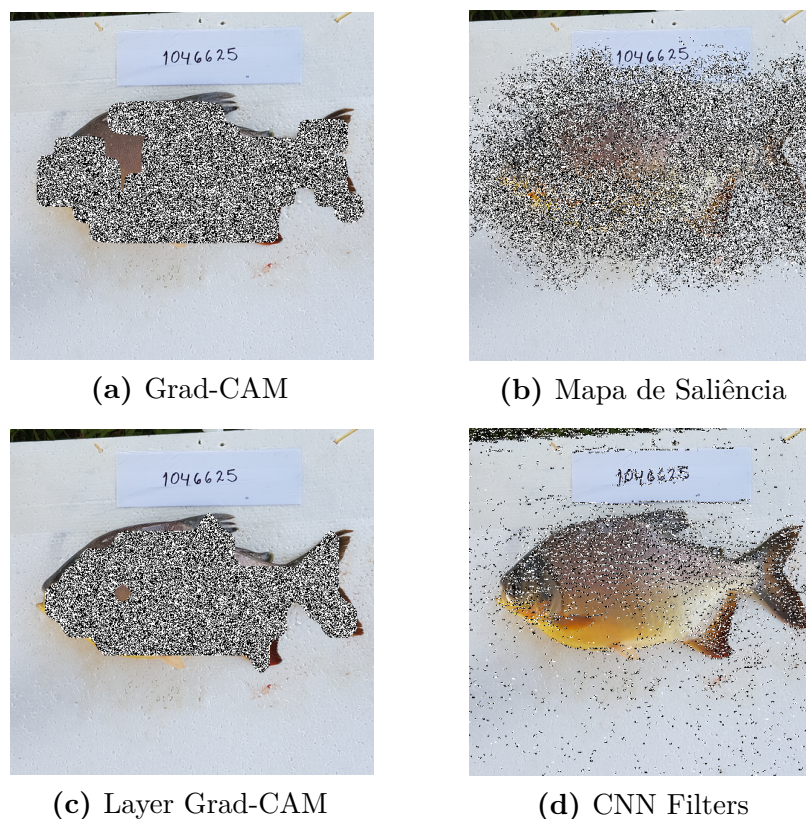 1046625
1046625
(a) Grad-CAM
(b) Mapa de Saliência
1046625
1046625
(c) Layer Grad-CAM
(d) CNN Filters